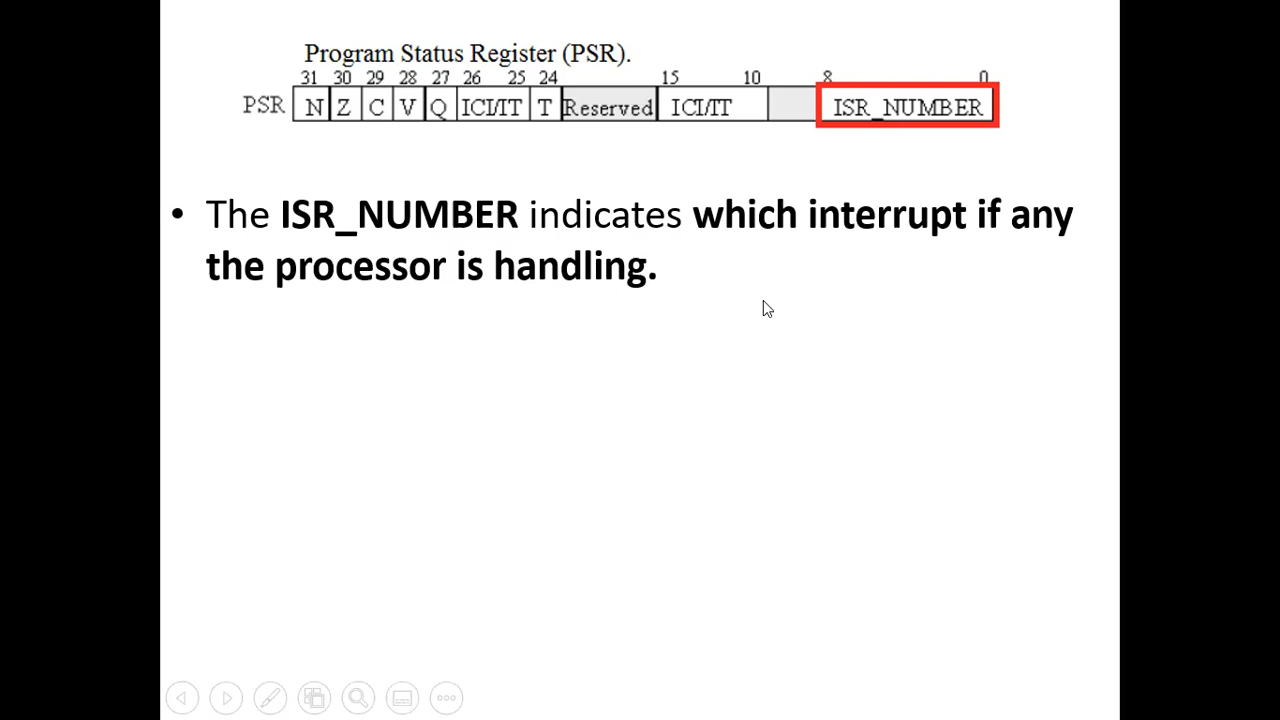 Program Status Register (PSR).
31 30 29 28 27 26 25 24 15 10 8 0
PSR N Z C V Q ICI/IT T Reserved ICI/IT ISR_NUMBER
• The ISR_NUMBER indicates which interrupt if any
the processor is handling.